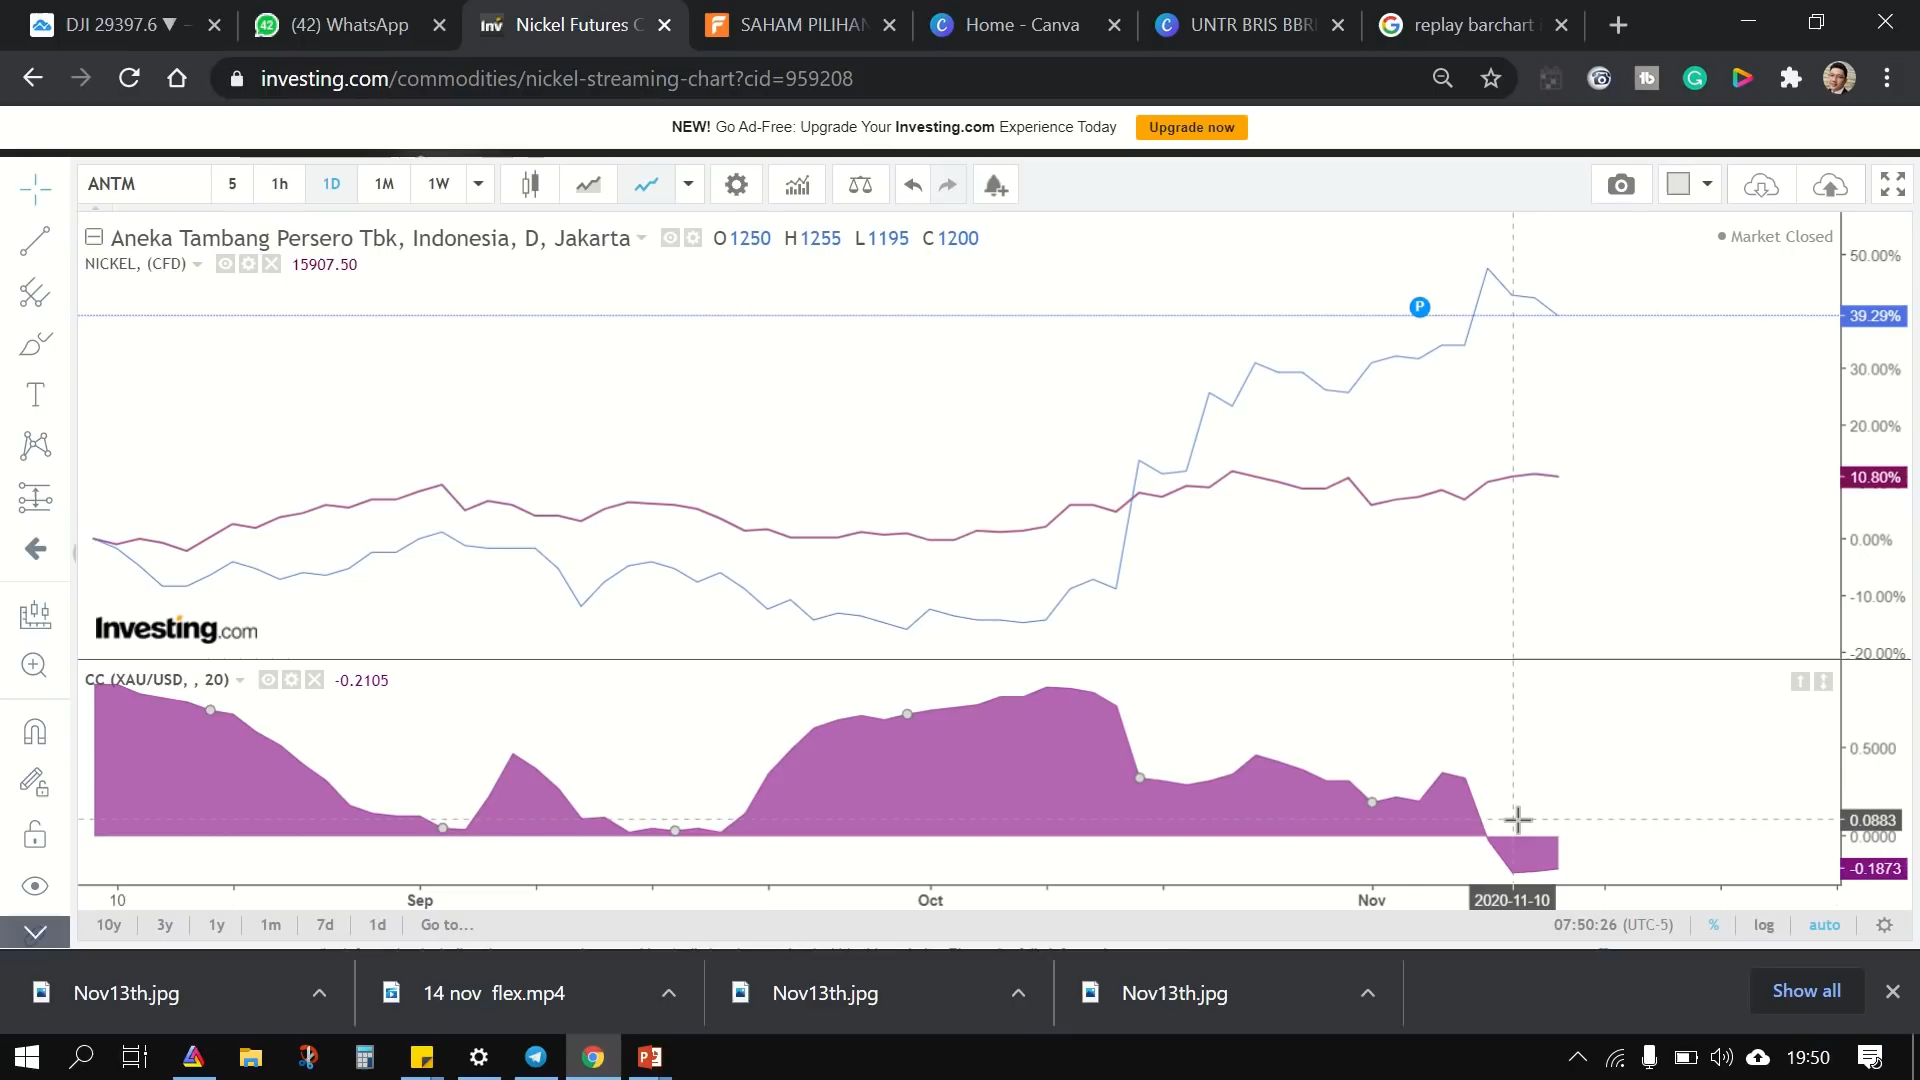 DJI 29397.6 ▼ -
(42) WhatsApp
Inv Nickel Futures C
SAHAM PILIHAN
Home - Canva
UNTR BRIS BBRI
replay barchart
investing.com/commodities/nickel-streaming-chart?cid=959208
NEW! Go Ad-Free: Upgrade Your Investing.com Experience Today
Upgrade now
ANTM 5 1h 1D 1M 1W
Aneka Tambang Persero Tbk, Indonesia, D, Jakarta O1250 H1255 L1195 C1200
Market Closed
NICKEL, (CFD) 15907.50
50.00%
P
39.29%
30.00%
20.00%
10.80%
0.00%
-10.00%
-20.00%
Investing.com
CC (XAU/USD, , 20) -0.2105
0.5000
0.0883
0.0000
-0.1873
10 Sep Oct Nov 2020-11-10
10y 3y 1y 1m 7d 1d Go to... 07:50:26 (UTC-5) % log auto
Nov13th.jpg
14 nov flex.mp4
Nov13th.jpg
Nov13th.jpg
Show all
19:50